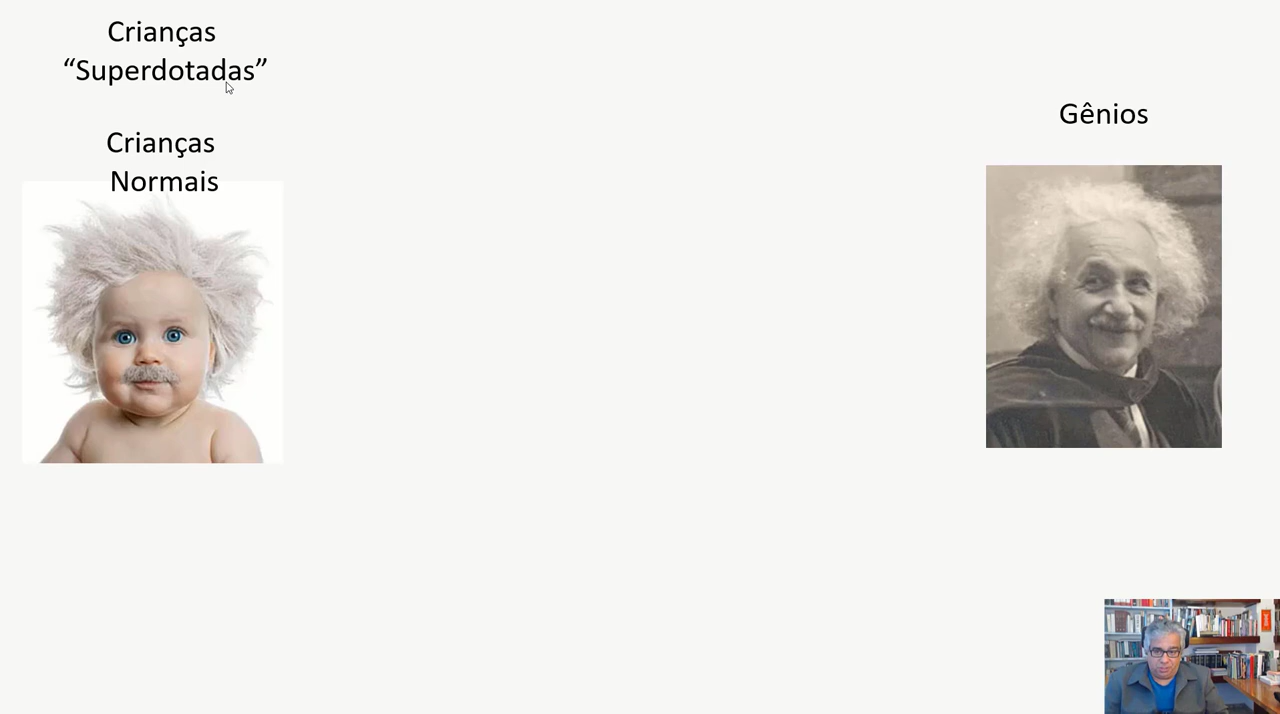 Crianças
“Superdotadas”
Crianças
Normais
Gênios